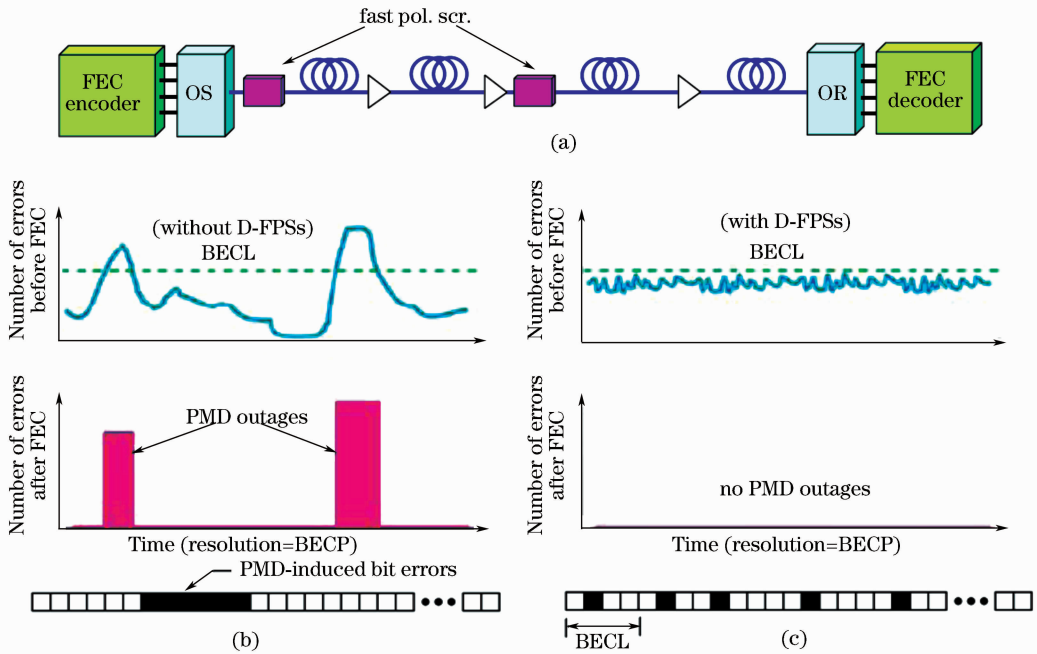 fast pol. scr.
FEC
encoder
OS
OR
FEC
decoder
(a)
Number of errors
before FEC
(without D-FPSs)
BECL
Number of errors
before FEC
(with D-FPSs)
BECL
Number of errors
after FEC
PMD outages
Time (resolution=BECP)
Number of errors
after FEC
no PMD outages
Time (resolution=BECP)
PMD-induced bit errors
(b)
BECL
(c)